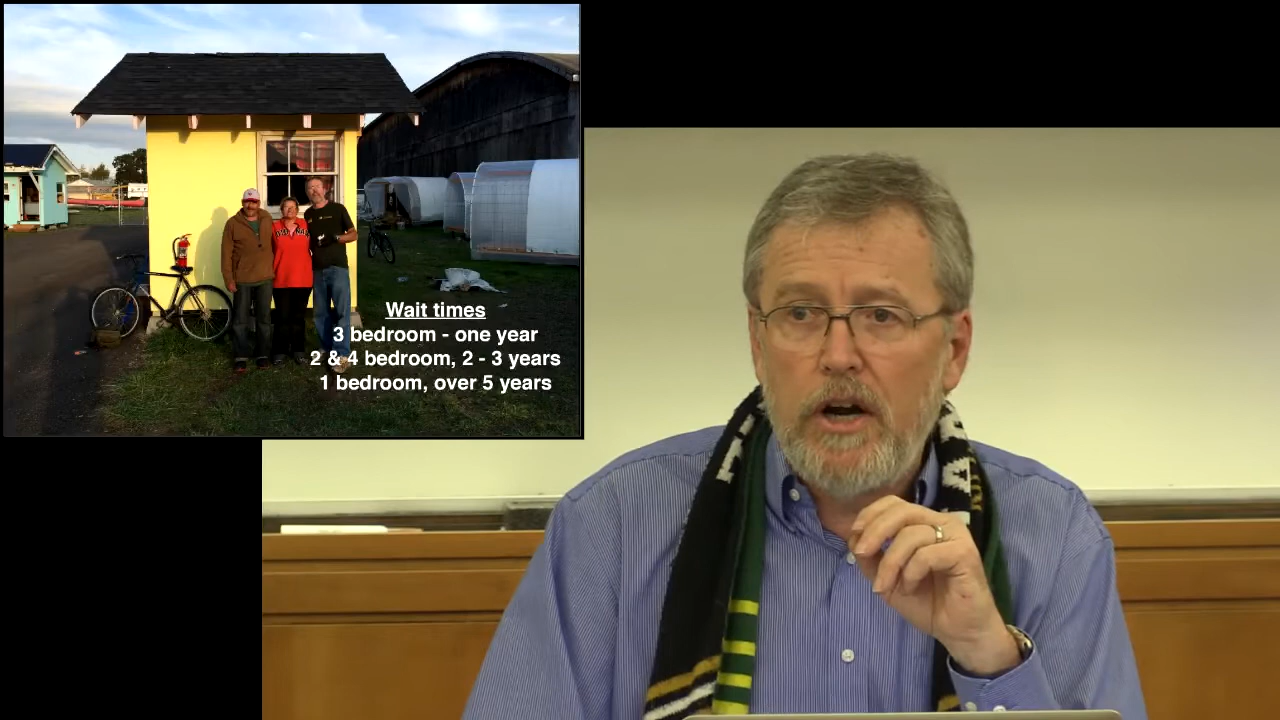 Wait times
3 bedroom - one year
2 & 4 bedroom, 2 - 3 years
1 bedroom, over 5 years